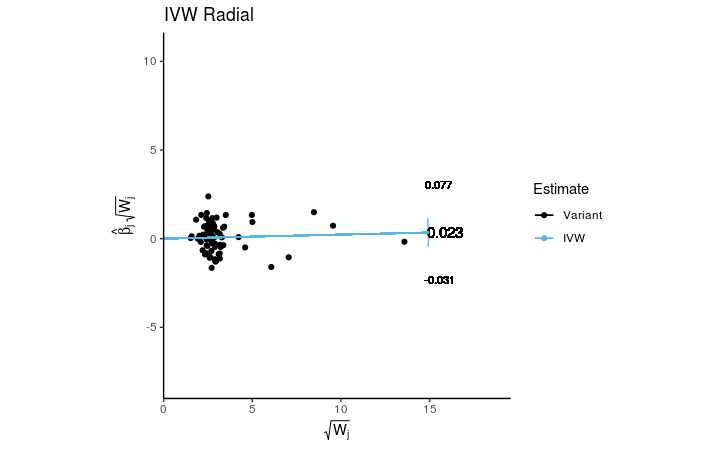 IVW Radial
10
5
0
-5
β̂j√Wj
0.077
0.023
-0.031
0
5
10
15
√Wj
Estimate
Variant
IVW